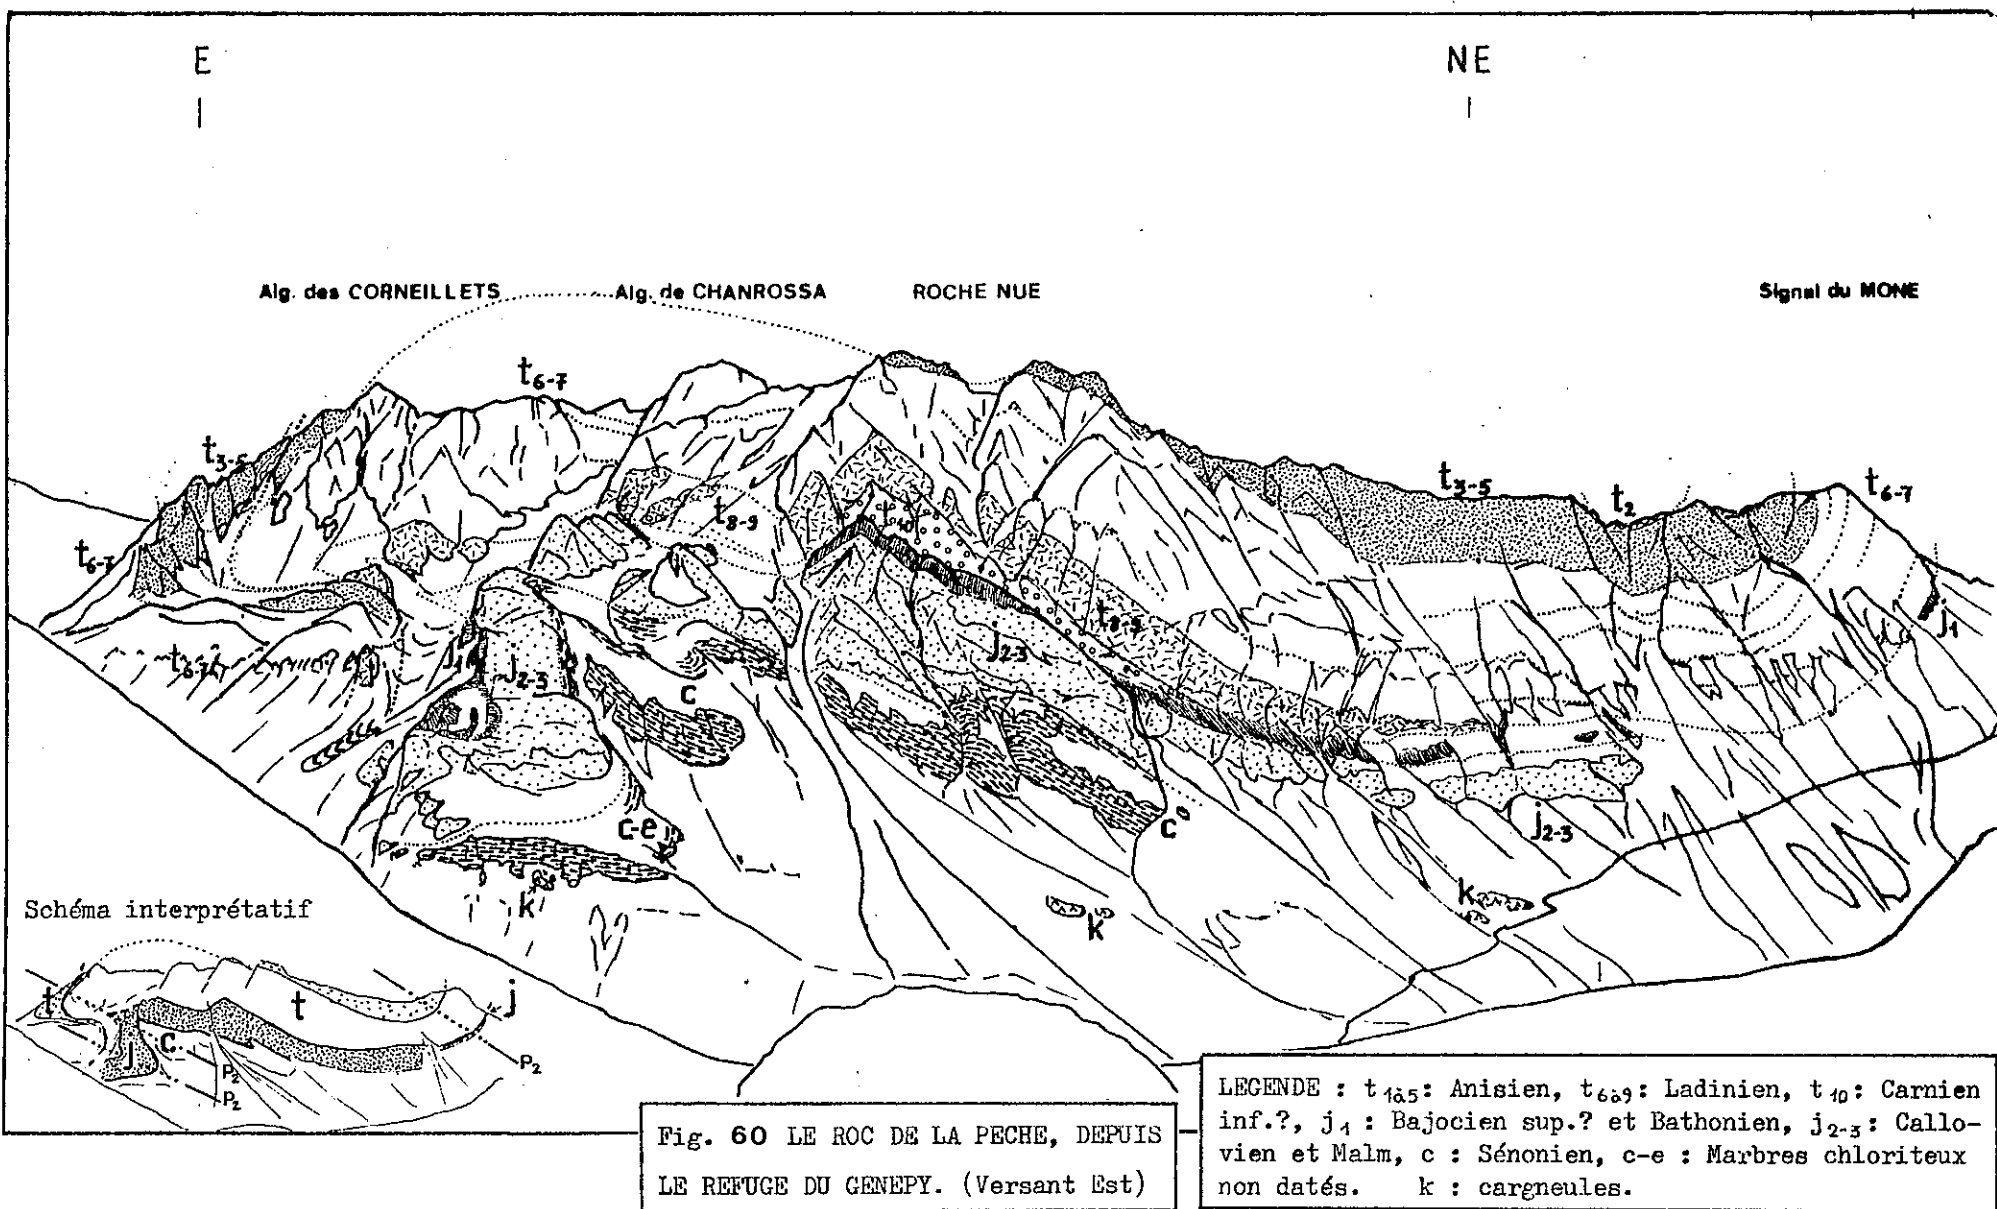 E NE
Aig. des CORNEILLETS Aig. de CHANROSSA ROCHE NUE Signal du MONE
t6-7
t3-5
t3-5
t2
t6-7
t8-9
10
t6-7
t8-9
j1
t6-7
j1
j2-3
j2-3
c
j
c-e
c
j2-3
k
k
k
Schéma interprétatif
t
t
j
j
c
P2
P2
P2
Fig. 60 LE ROC DE LA PECHE, DEPUIS
LE REFUGE DU GENEPY. (Versant Est)
LEGENDE : t1à5: Anisien, t6à9: Ladinien, t10: Carnien
inf.?, j1 : Bajocien sup.? et Bathonien, j2-3: Callo-
vien et Malm, c : Sénonien, c-e : Marbres chloriteux
non datés. k : cargneules.